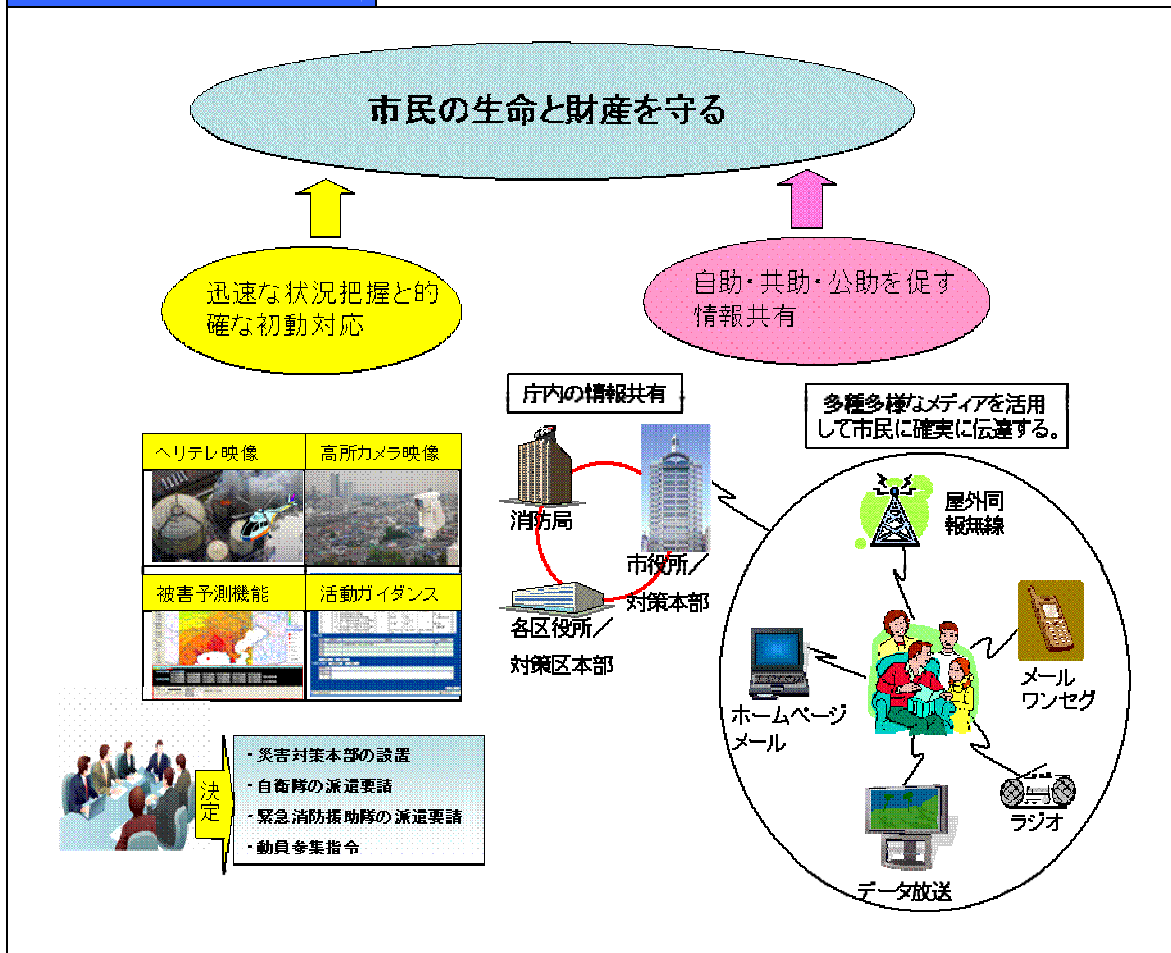 市民の生命と財産を守る
迅速な状況把握と的
確な初動対応
自助・共助・公助を促す
情報共有
庁内の情報共有
多種多様なメディアを活用
して市民に確実に伝達する。
ヘリテレ映像
高所カメラ映像
被害予測機能
活動ガイダンス
消防局
市役所／
対策本部
各区役所／
対策区本部
屋外同
報無線
メール
ワンセグ
ホームページ
メール
ラジオ
データ放送
決定
・災害対策本部の設置
・自衛隊の派遣要請
・緊急消防援助隊の派遣要請
・動員参集指令